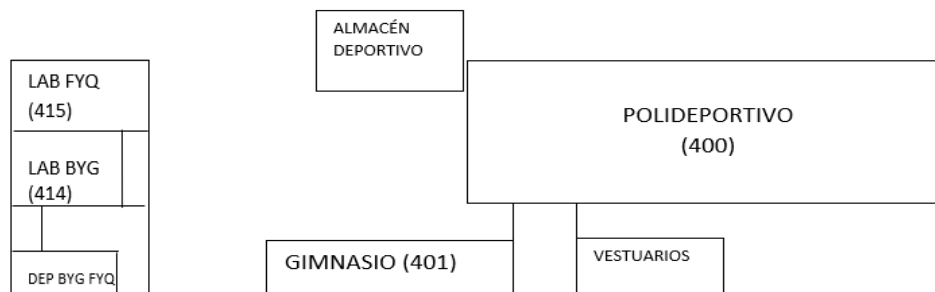 ALMACÉN
DEPORTIVO
LAB FYQ
(415)
POLIDEPORTIVO
(400)
LAB BYG
(414)
GIMNASIO (401)
VESTUARIOS
DEP BYG FYQ